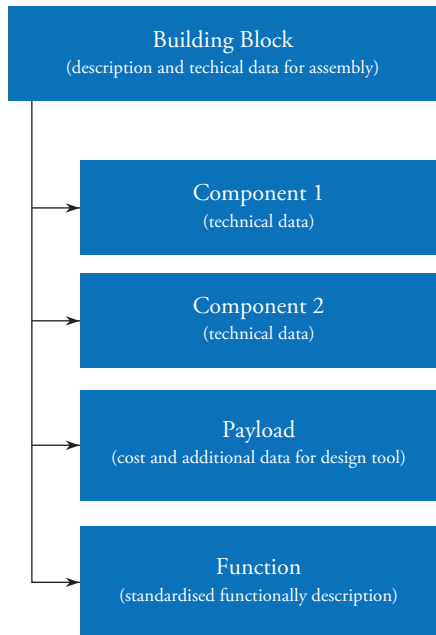 Building Block
(description and techical data for assembly)
Component 1
(technical data)
Component 2
(technical data)
Payload
(cost and additional data for design tool)
Function
(standardised functionally description)